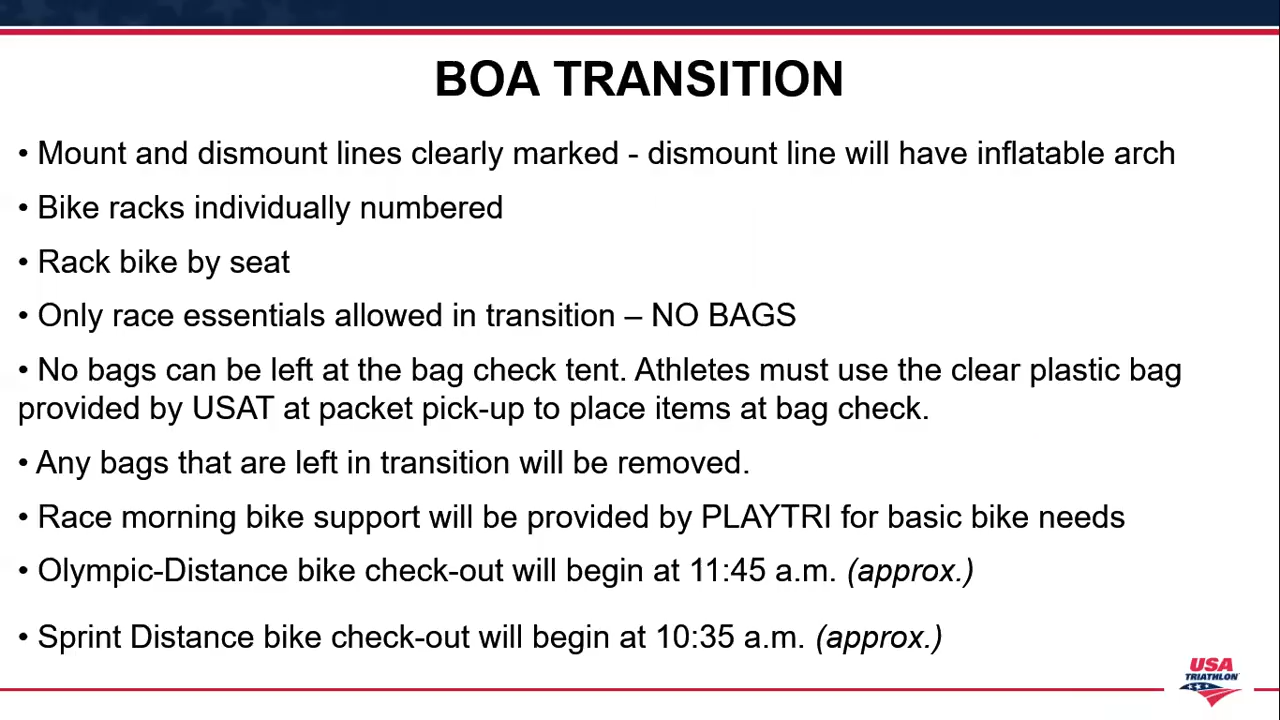 BOA TRANSITION
• Mount and dismount lines clearly marked - dismount line will have inflatable arch
• Bike racks individually numbered
• Rack bike by seat
• Only race essentials allowed in transition – NO BAGS
• No bags can be left at the bag check tent. Athletes must use the clear plastic bag
provided by USAT at packet pick-up to place items at bag check.
• Any bags that are left in transition will be removed.
• Race morning bike support will be provided by PLAYTRI for basic bike needs
• Olympic-Distance bike check-out will begin at 11:45 a.m. (approx.)
• Sprint Distance bike check-out will begin at 10:35 a.m. (approx.)
USA
TRIATHLON